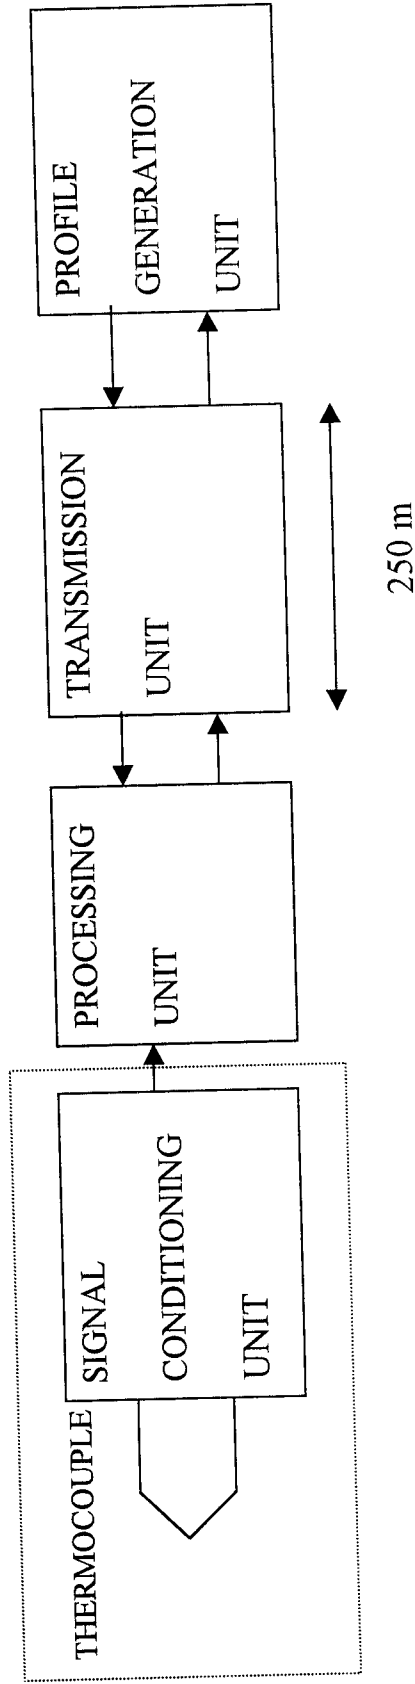 THERMOCOUPLE
SIGNAL
CONDITIONING
UNIT
PROCESSING
UNIT
TRANSMISSION
UNIT
250 m
PROFILE
GENERATION
UNIT